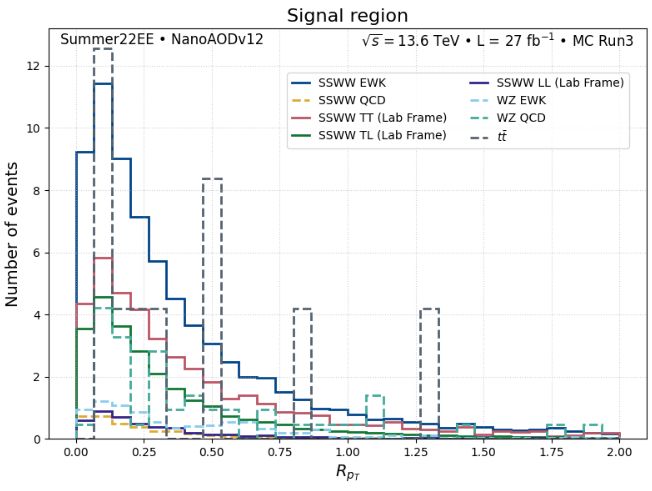 Signal region
Summer22EE • NanoAODv12
√s = 13.6 TeV • L = 27 fb⁻¹ • MC Run3
SSWW EWK
SSWW QCD
SSWW TT (Lab Frame)
SSWW TL (Lab Frame)
SSWW LL (Lab Frame)
WZ EWK
WZ QCD
tt̄
Number of events
12
10
8
6
4
2
0
0.00 0.25 0.50 0.75 1.00 1.25 1.50 1.75 2.00
R_{p_T}